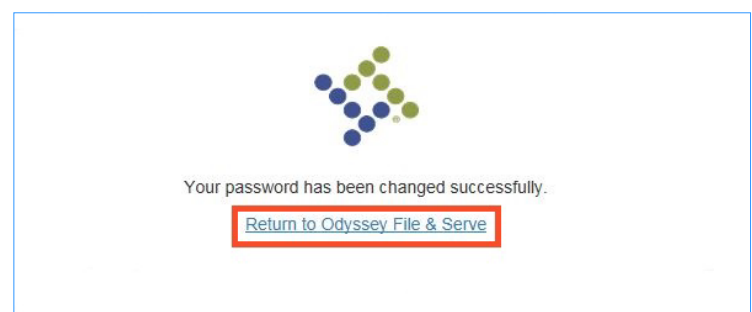 Your password has been changed successfully.
Return to Odyssey File & Serve